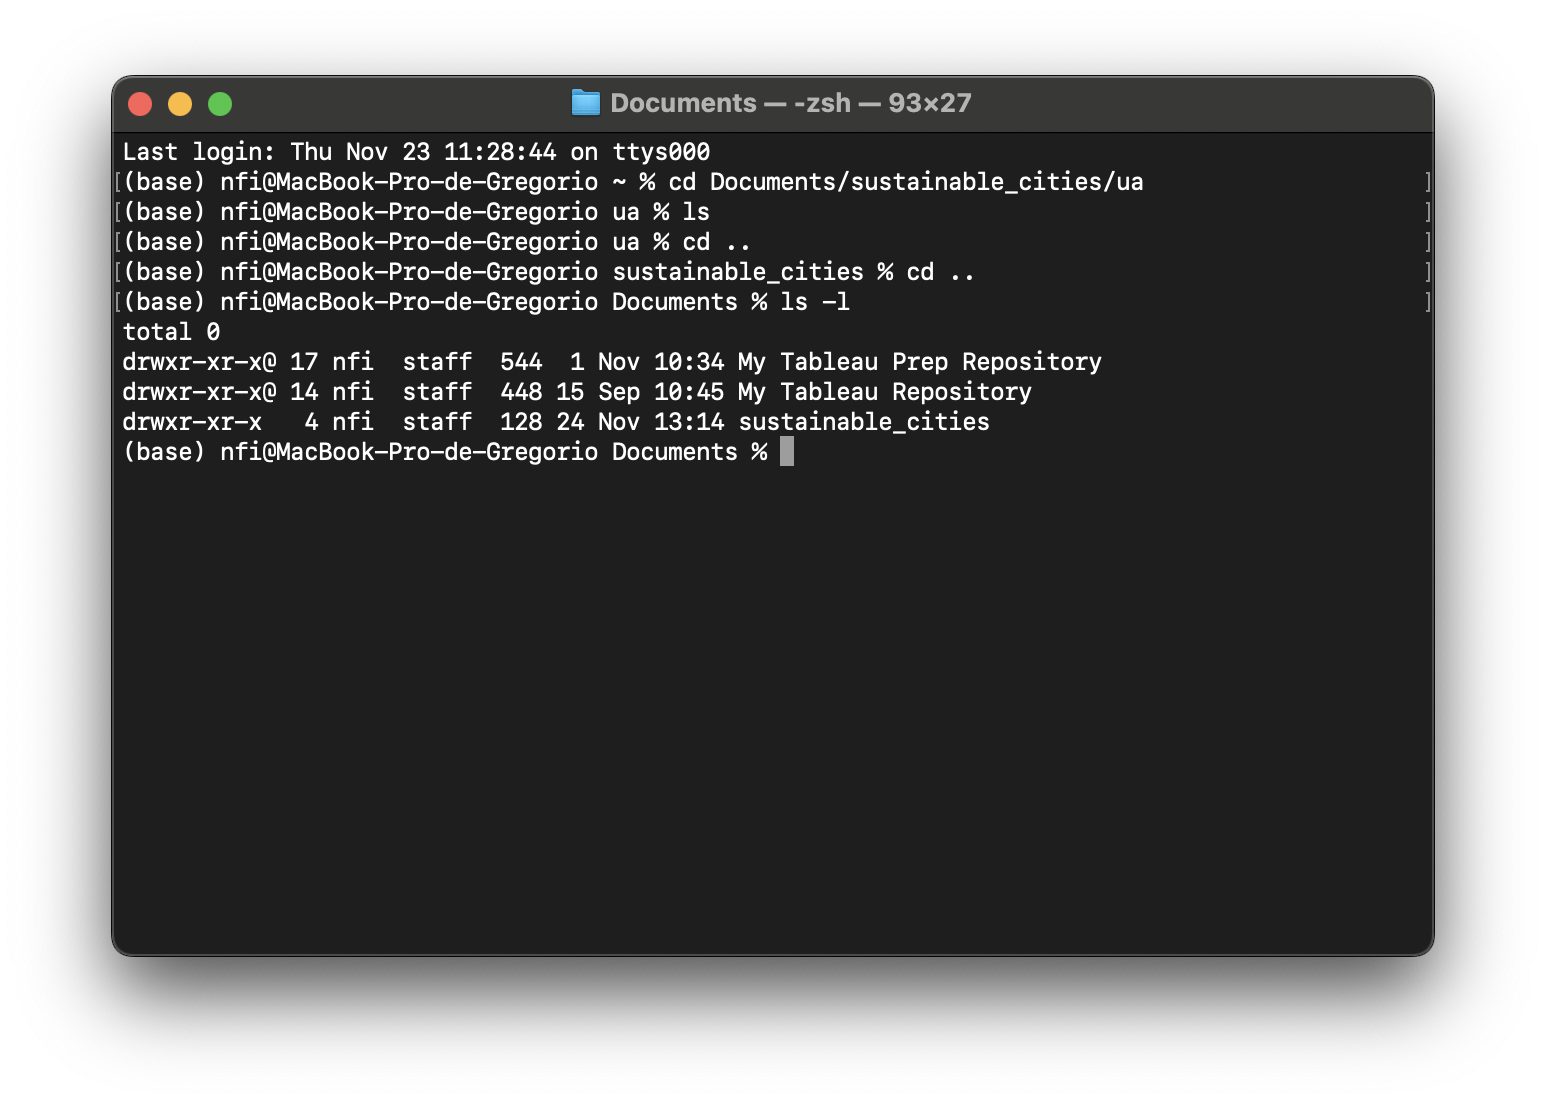 Documents — -zsh — 93×27
Last login: Thu Nov 23 11:28:44 on ttys000
[(base) nfi@MacBook-Pro-de-Gregorio ~ % cd Documents/sustainable_cities/ua ]
[(base) nfi@MacBook-Pro-de-Gregorio ua % ls ]
[(base) nfi@MacBook-Pro-de-Gregorio ua % cd .. ]
[(base) nfi@MacBook-Pro-de-Gregorio sustainable_cities % cd .. ]
[(base) nfi@MacBook-Pro-de-Gregorio Documents % ls -l ]
total 0
drwxr-xr-x@ 17 nfi  staff  544  1 Nov 10:34 My Tableau Prep Repository
drwxr-xr-x@ 14 nfi  staff  448 15 Sep 10:45 My Tableau Repository
drwxr-xr-x   4 nfi  staff  128 24 Nov 13:14 sustainable_cities
(base) nfi@MacBook-Pro-de-Gregorio Documents %